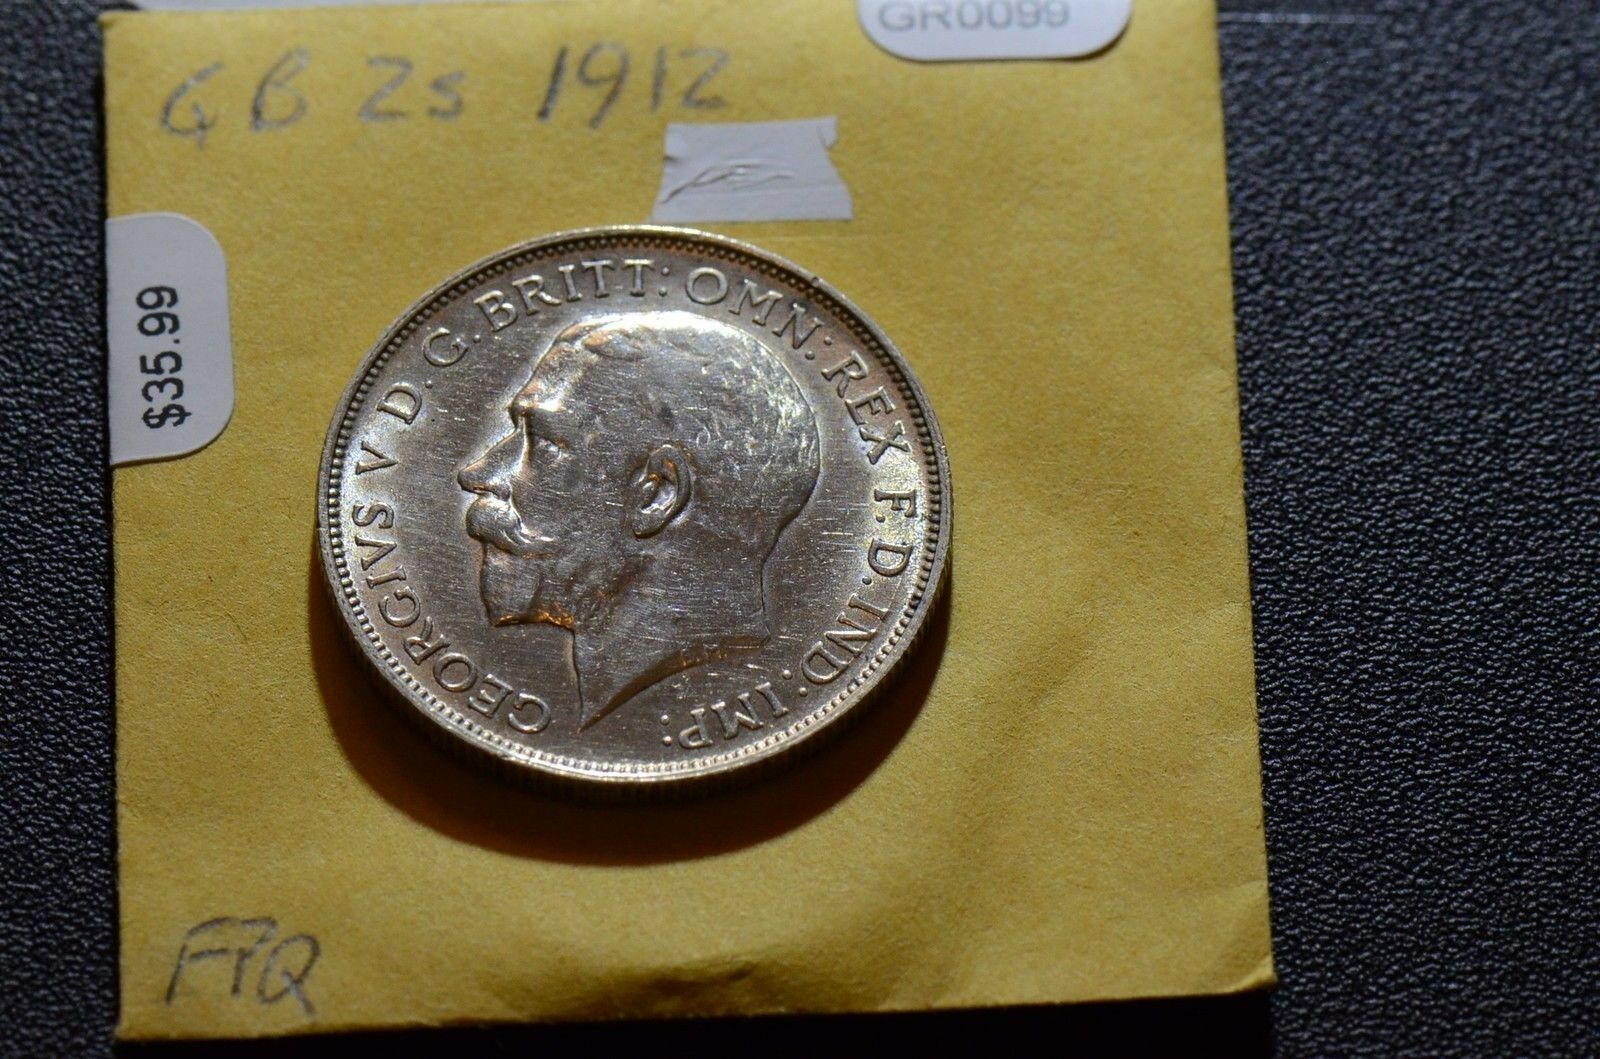 GR0099
GB 2s 1912
$35.99
GEORGIVS V D.G. BRITT: OMN: REX F.D. IND: IMP:
B.M.